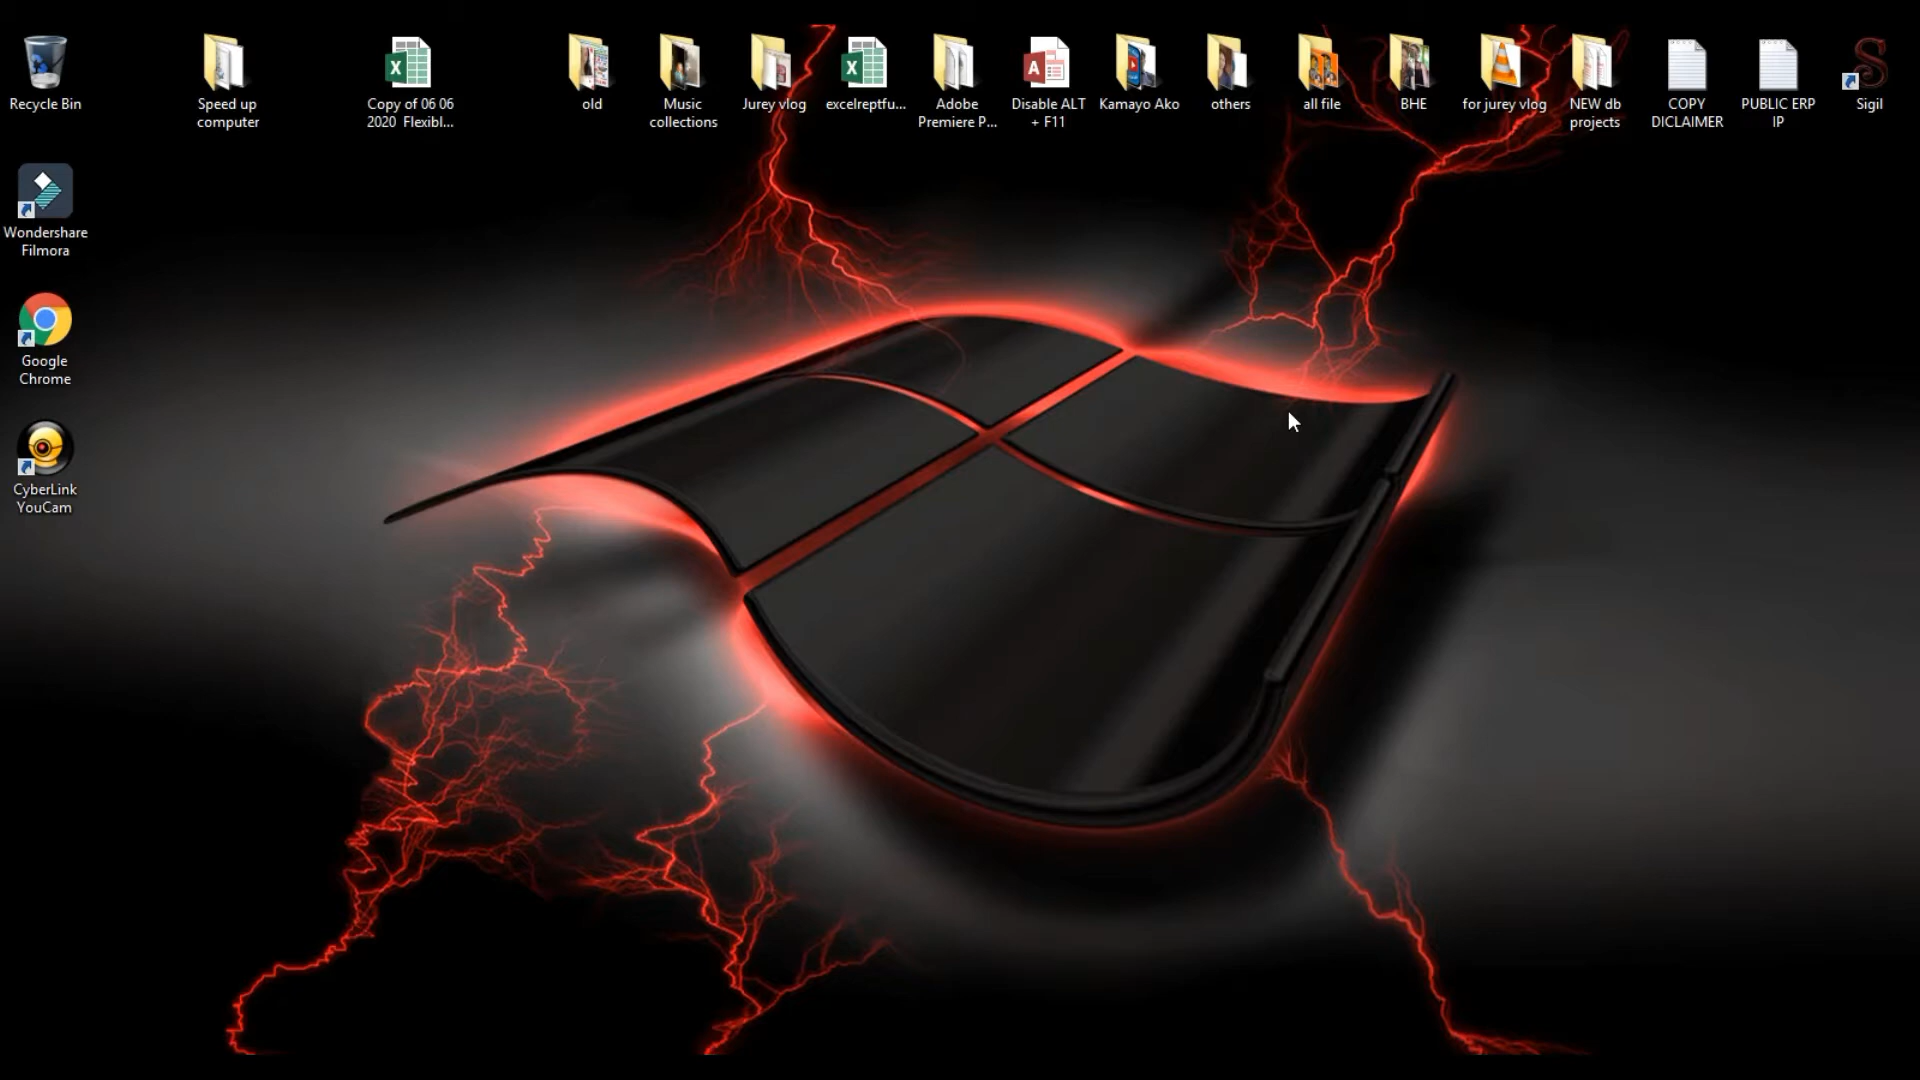 Recycle Bin
Speed up
computer
Copy of 06 06
2020 Flexibl...
old
Music
collections
Jurey vlog
excelreptfu...
Adobe
Premiere P...
Disable ALT
+ F11
Kamayo Ako
others
all file
BHE
for jurey vlog
NEW db
projects
COPY
DICLAIMER
PUBLIC ERP
IP
Sigil
Wondershare
Filmora
Google
Chrome
CyberLink
YouCam